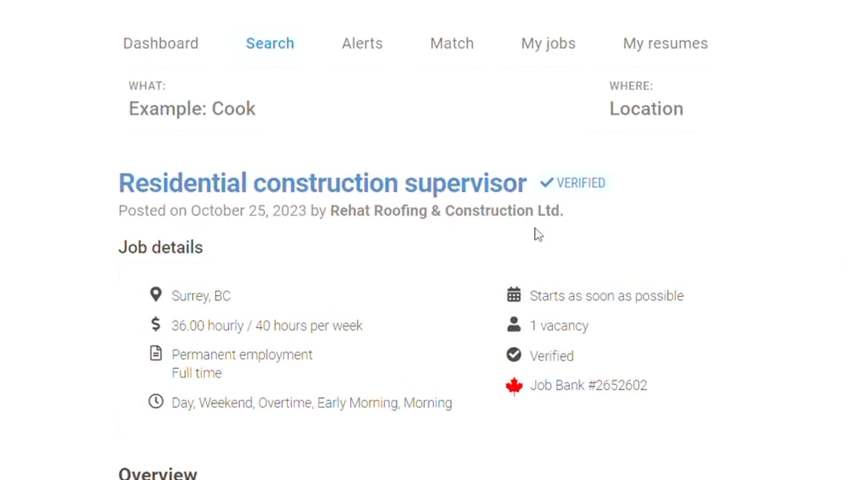 Dashboard Search Alerts Match My jobs My resumes
WHAT: WHERE:
Example: Cook Location
Residential construction supervisor VERIFIED
Posted on October 25, 2023 by Rehat Roofing & Construction Ltd.
Job details
Surrey, BC Starts as soon as possible
36.00 hourly / 40 hours per week 1 vacancy
Permanent employment Verified
Full time
Job Bank #2652602
Day, Weekend, Overtime, Early Morning, Morning
Overview